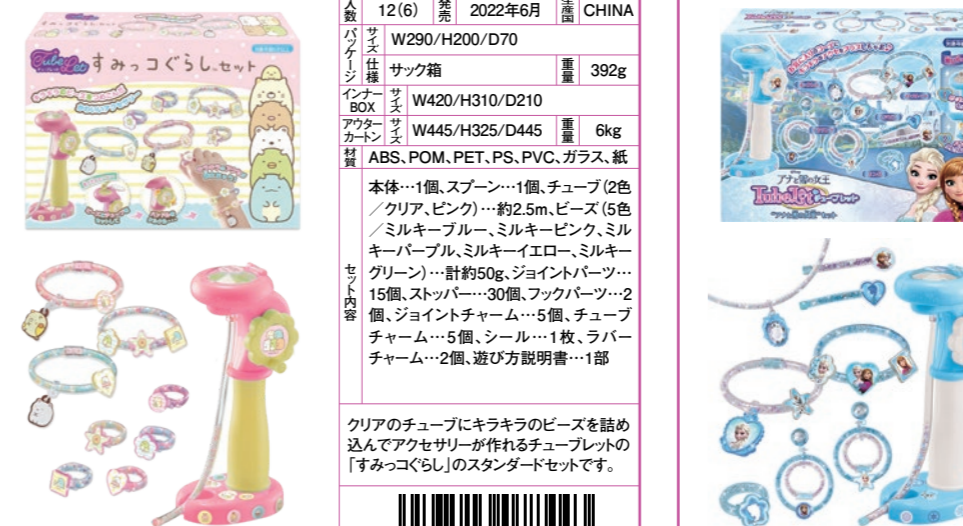 Tube Let
すみっコぐらし セット
人数 12(6) 発売 2022年6月 生産国 CHINA
パッケージ サイズ W290/H200/D70
仕様 サック箱 重量 392g
インナーBOX サイズ W420/H310/D210
アウターカートン サイズ W445/H325/D445 重量 6kg
材質 ABS、POM、PET、PS、PVC、ガラス、紙
セット内容
本体…1個、スプーン…1個、チューブ(2色
/クリア、ピンク)…約2.5m、ビーズ(5色
/ミルキーブルー、ミルキーピンク、ミル
キーパープル、ミルキーイエロー、ミルキー
グリーン)…計約50g、ジョイントパーツ…
15個、ストッパー…30個、フックパーツ…2
個、ジョイントチャーム…5個、チューブ
チャーム…5個、シール…1枚、ラバー
チャーム…2個、遊び方説明書…1部
クリアのチューブにキラキラのビーズを詰め
込んでアクセサリーが作れるチューブレットの
「すみっコぐらし」のスタンダードセットです。
アナと雪の女王
TubeLet チューブレット
"アナと雪の女王"セット